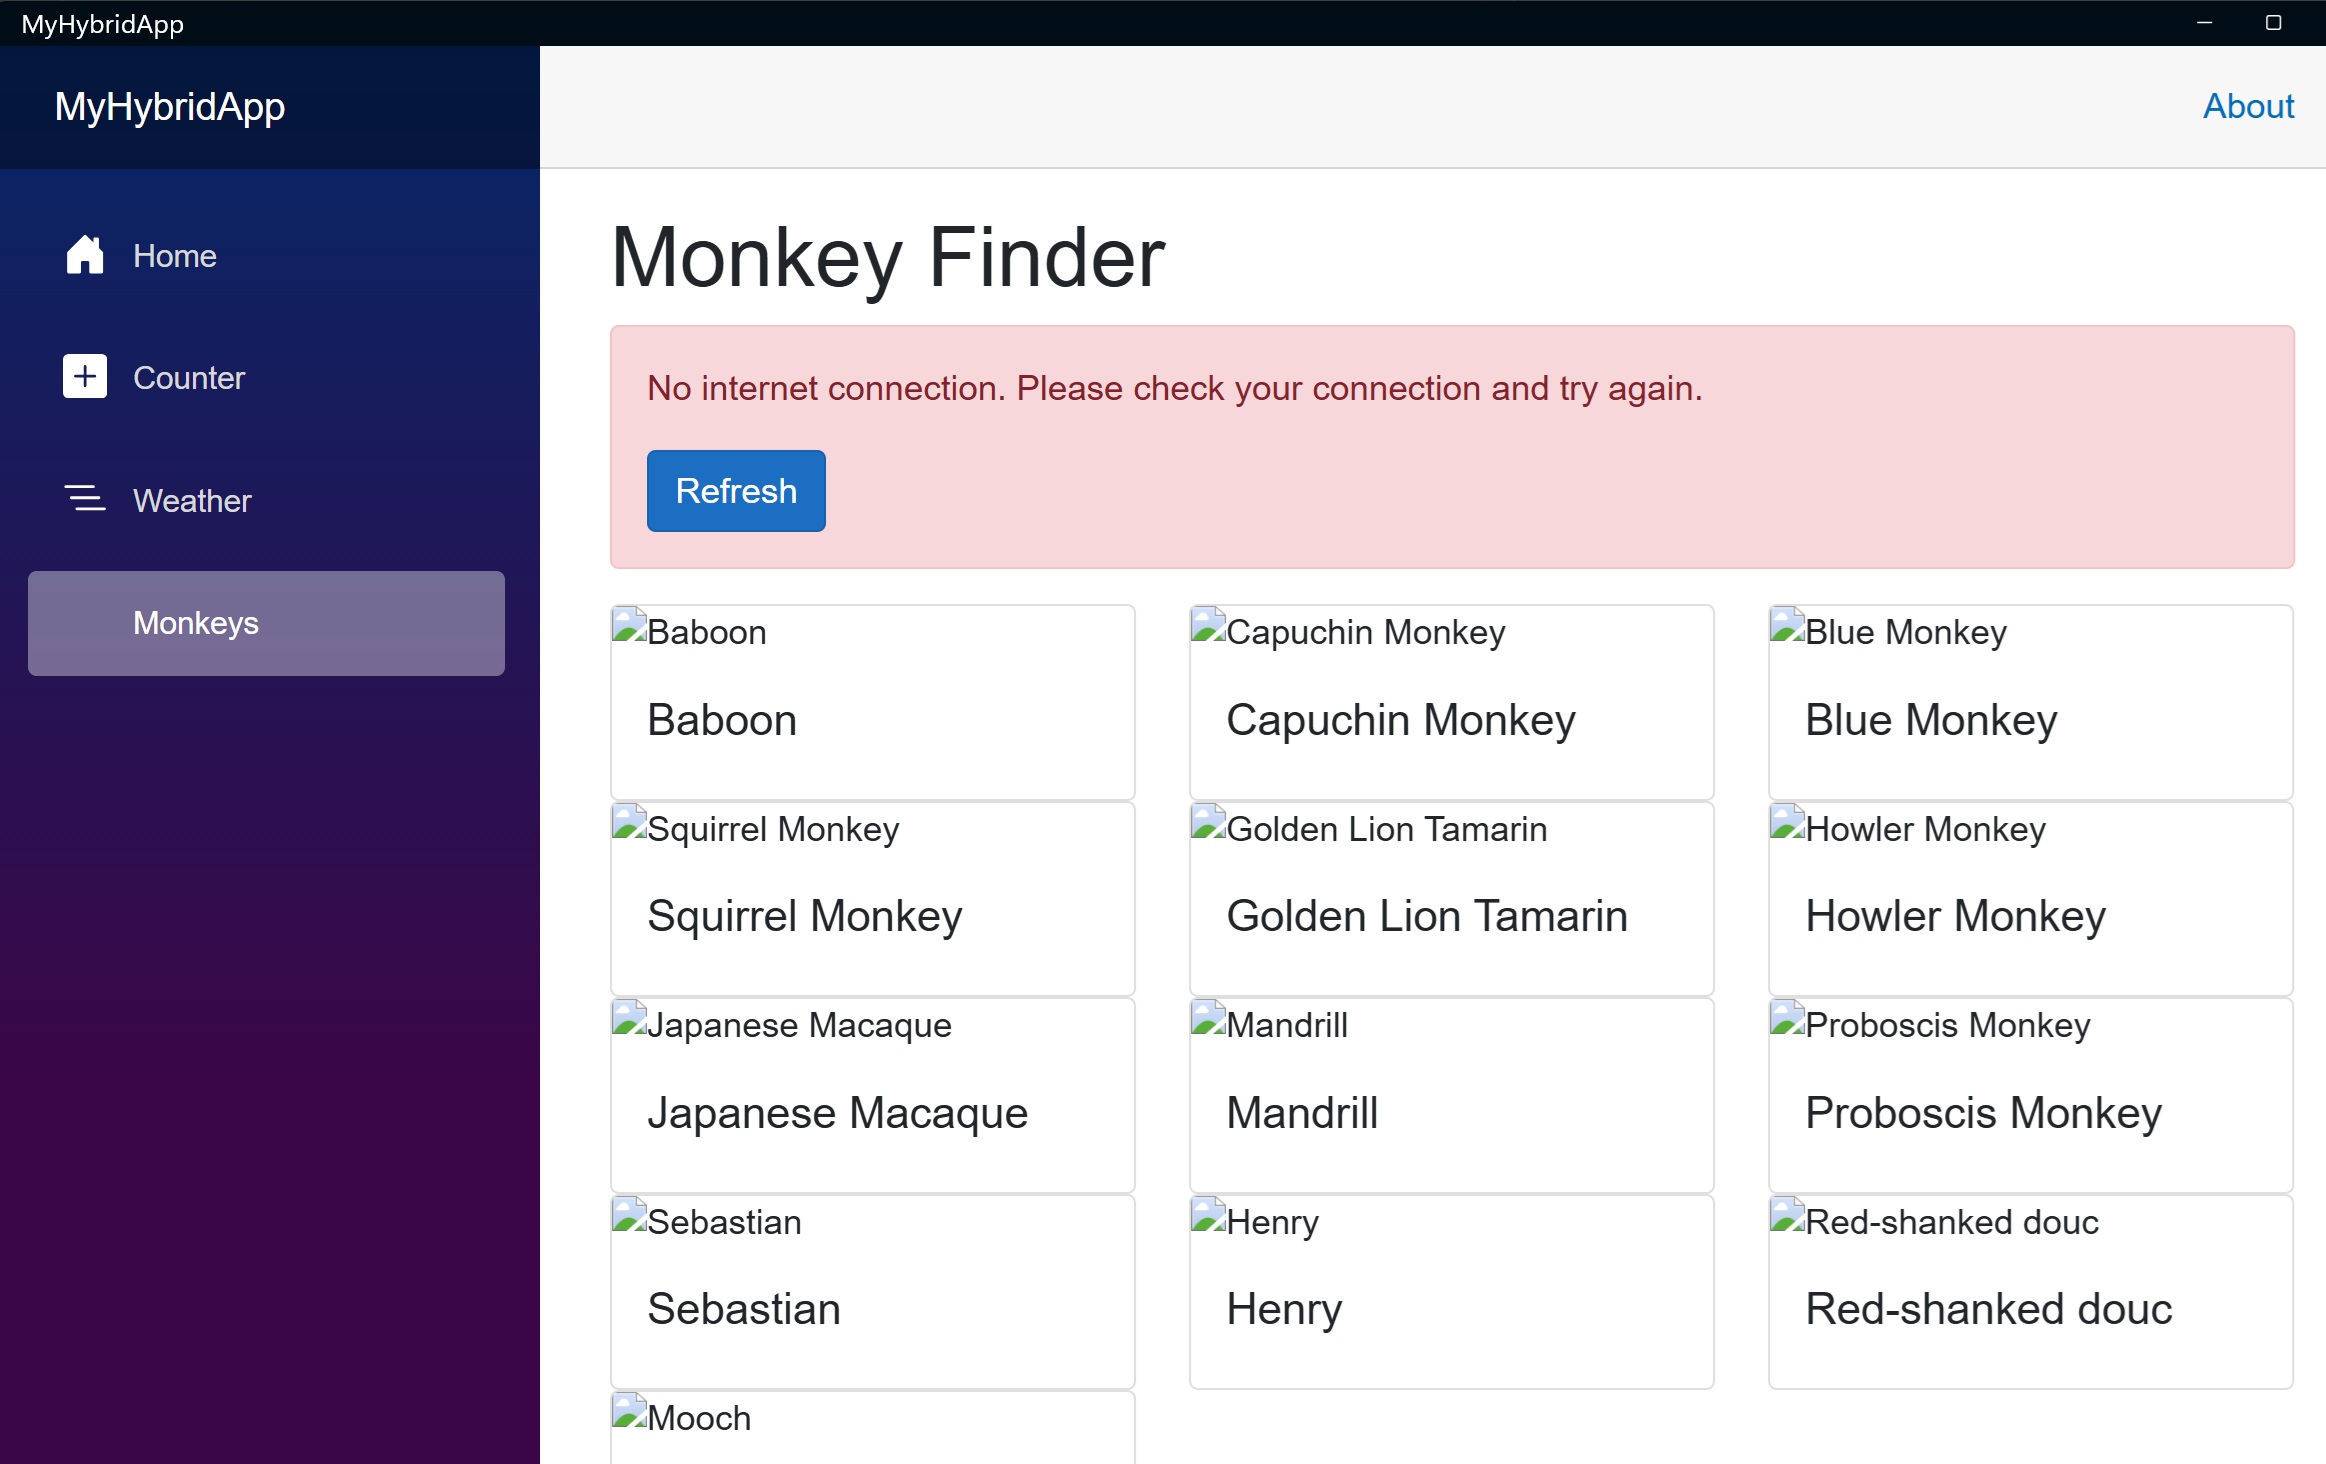 MyHybridApp
MyHybridApp
About
Home
Counter
Weather
Monkeys
Monkey Finder
No internet connection. Please check your connection and try again.
Refresh
Baboon
Baboon
Capuchin Monkey
Capuchin Monkey
Blue Monkey
Blue Monkey
Squirrel Monkey
Squirrel Monkey
Golden Lion Tamarin
Golden Lion Tamarin
Howler Monkey
Howler Monkey
Japanese Macaque
Japanese Macaque
Mandrill
Mandrill
Proboscis Monkey
Proboscis Monkey
Sebastian
Sebastian
Henry
Henry
Red-shanked douc
Red-shanked douc
Mooch